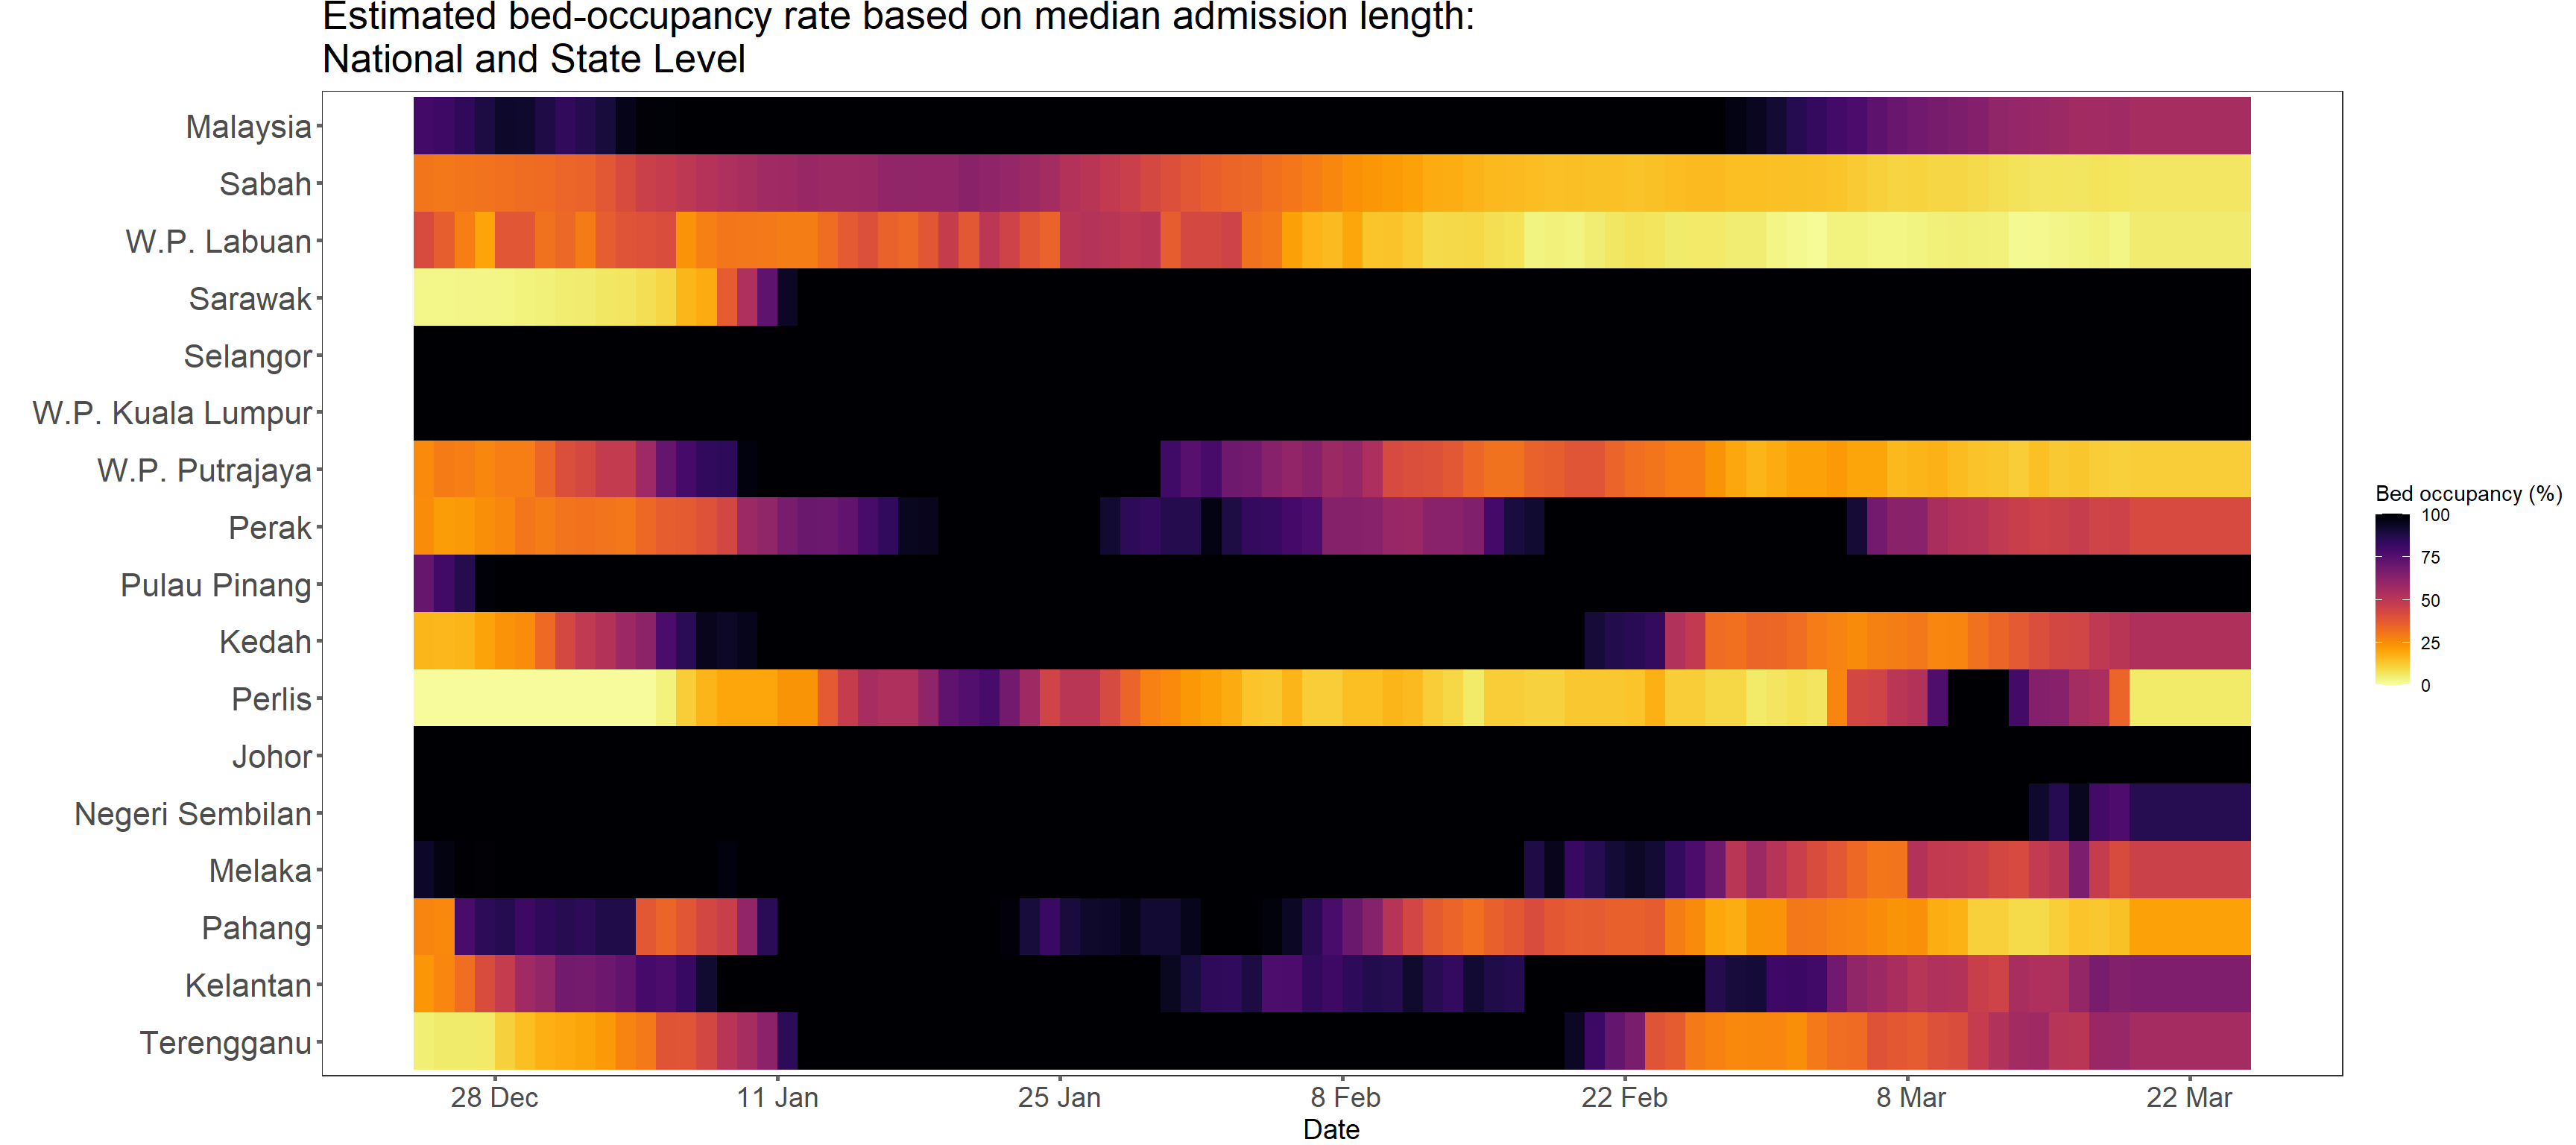 Estimated bed-occupancy rate based on median admission length:
National and State Level
Malaysia
Sabah
W.P. Labuan
Sarawak
Selangor
W.P. Kuala Lumpur
W.P. Putrajaya
Perak
Pulau Pinang
Kedah
Perlis
Johor
Negeri Sembilan
Melaka
Pahang
Kelantan
Terengganu
28 Dec
11 Jan
25 Jan
8 Feb
22 Feb
8 Mar
22 Mar
Date
Bed occupancy (%)
100
75
50
25
0